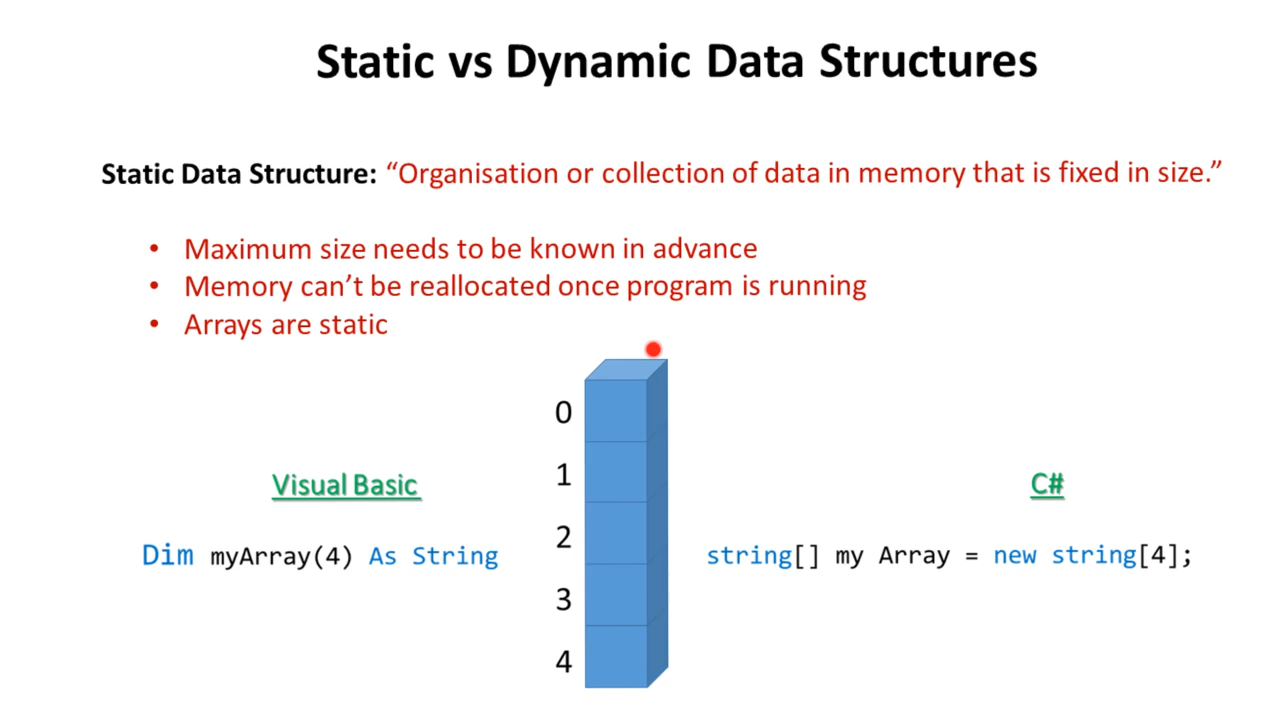 Static vs Dynamic Data Structures
Static Data Structure: “Organisation or collection of data in memory that is fixed in size.”
• Maximum size needs to be known in advance
• Memory can’t be reallocated once program is running
• Arrays are static
0
1
2
3
4
Visual Basic
Dim myArray(4) As String
C#
string[] my Array = new string[4];